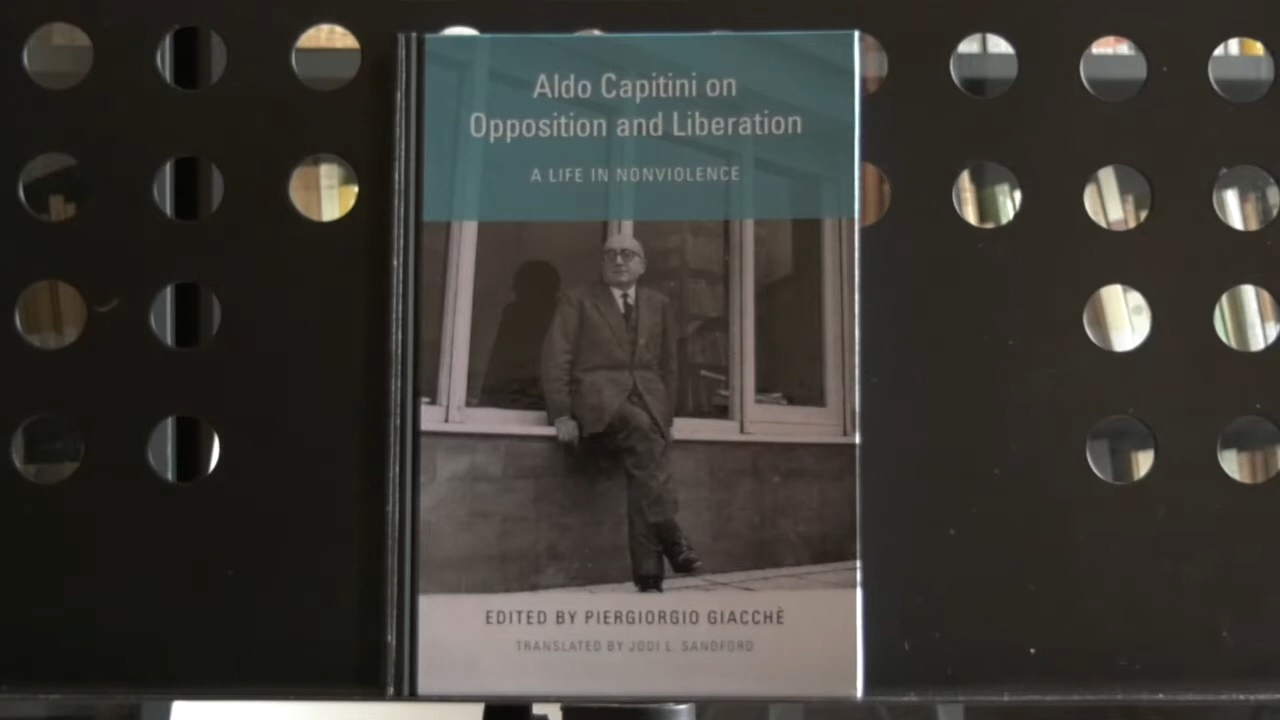 Aldo Capitini on
Opposition and Liberation
A LIFE IN NONVIOLENCE
EDITED BY PIERGIORGIO GIACCHÈ
TRANSLATED BY JODI L. SANDFORD